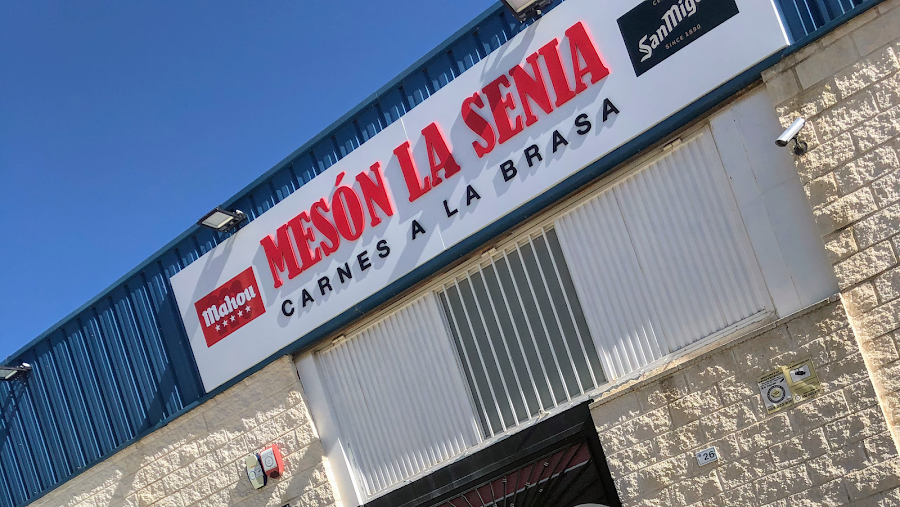 MESÓN LA SENIA
CARNES A LA BRASA
Mahou
SanMiguel
SINCE 1890
26